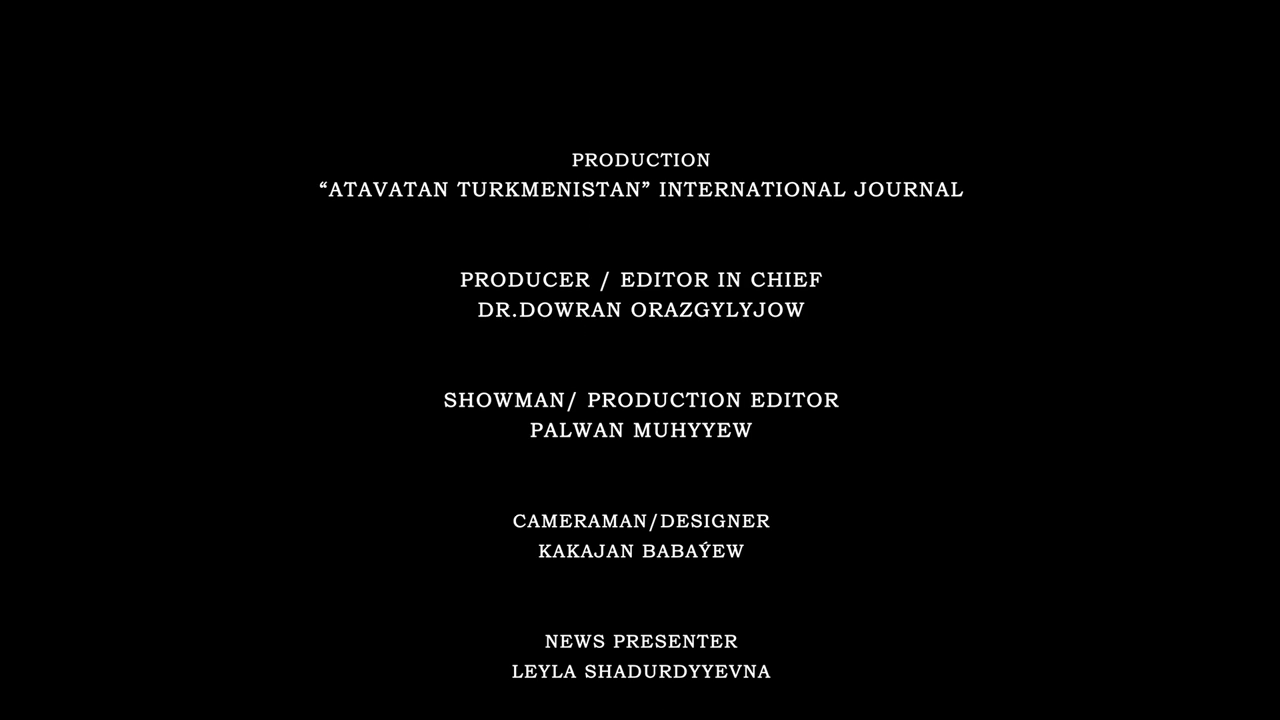 PRODUCTION
“ATAVATAN TURKMENISTAN” INTERNATIONAL JOURNAL
PRODUCER / EDITOR IN CHIEF
DR.DOWRAN ORAZGYLYJOW
SHOWMAN/ PRODUCTION EDITOR
PALWAN MUHYYEW
CAMERAMAN/DESIGNER
KAKAJAN BABAÝEW
NEWS PRESENTER
LEYLA SHADURDYYEVNA